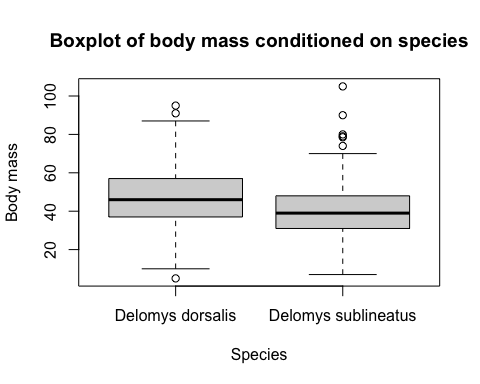 Boxplot of body mass conditioned on species
Body mass
100
80
60
40
20
Delomys dorsalis
Delomys sublineatus
Species